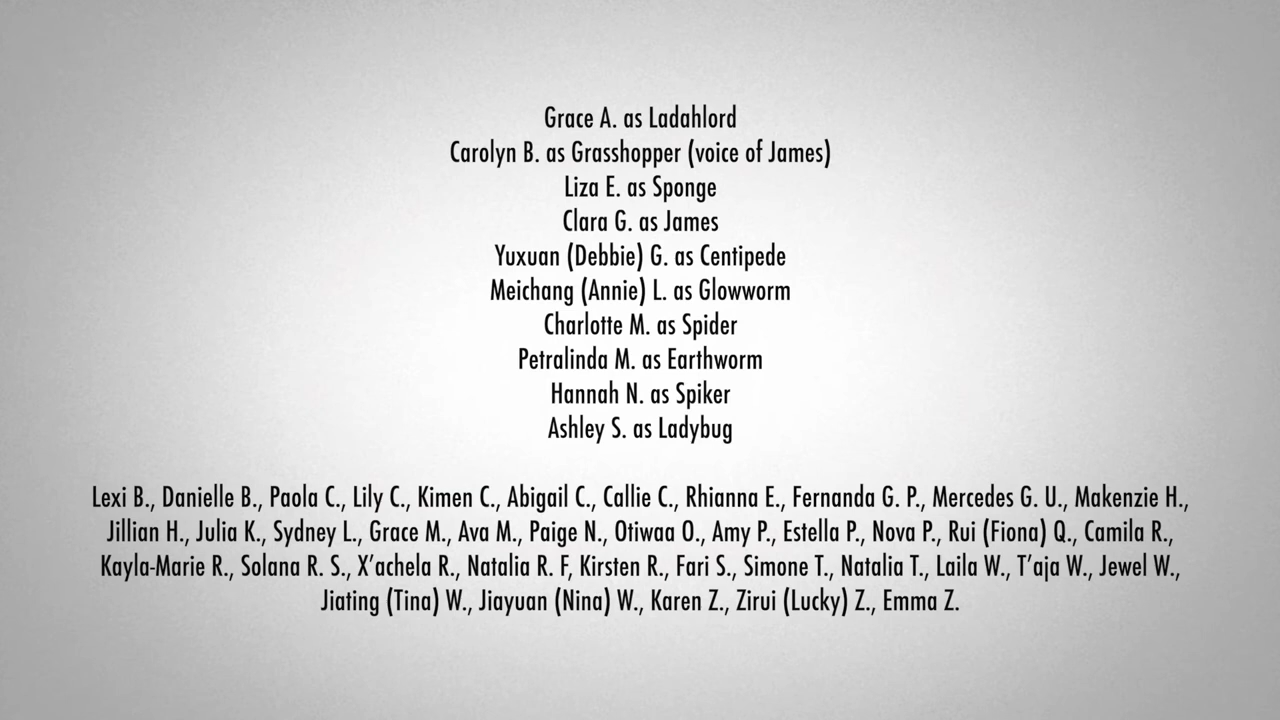 Grace A. as Ladahlord
Carolyn B. as Grasshopper (voice of James)
Liza E. as Sponge
Clara G. as James
Yuxuan (Debbie) G. as Centipede
Meichang (Annie) L. as Glowworm
Charlotte M. as Spider
Petralinda M. as Earthworm
Hannah N. as Spiker
Ashley S. as Ladybug
Lexi B., Danielle B., Paola C., Lily C., Kimen C., Abigail C., Callie C., Rhianna E., Fernanda G. P., Mercedes G. U., Makenzie H.,
Jillian H., Julia K., Sydney L., Grace M., Ava M., Paige N., Otiwaa O., Amy P., Estella P., Nova P., Rui (Fiona) Q., Camila R.,
Kayla-Marie R., Solana R. S., X’achela R., Natalia R. F, Kirsten R., Fari S., Simone T., Natalia T., Laila W., T’aja W., Jewel W.,
Jiating (Tina) W., Jiayuan (Nina) W., Karen Z., Zirui (Lucky) Z., Emma Z.